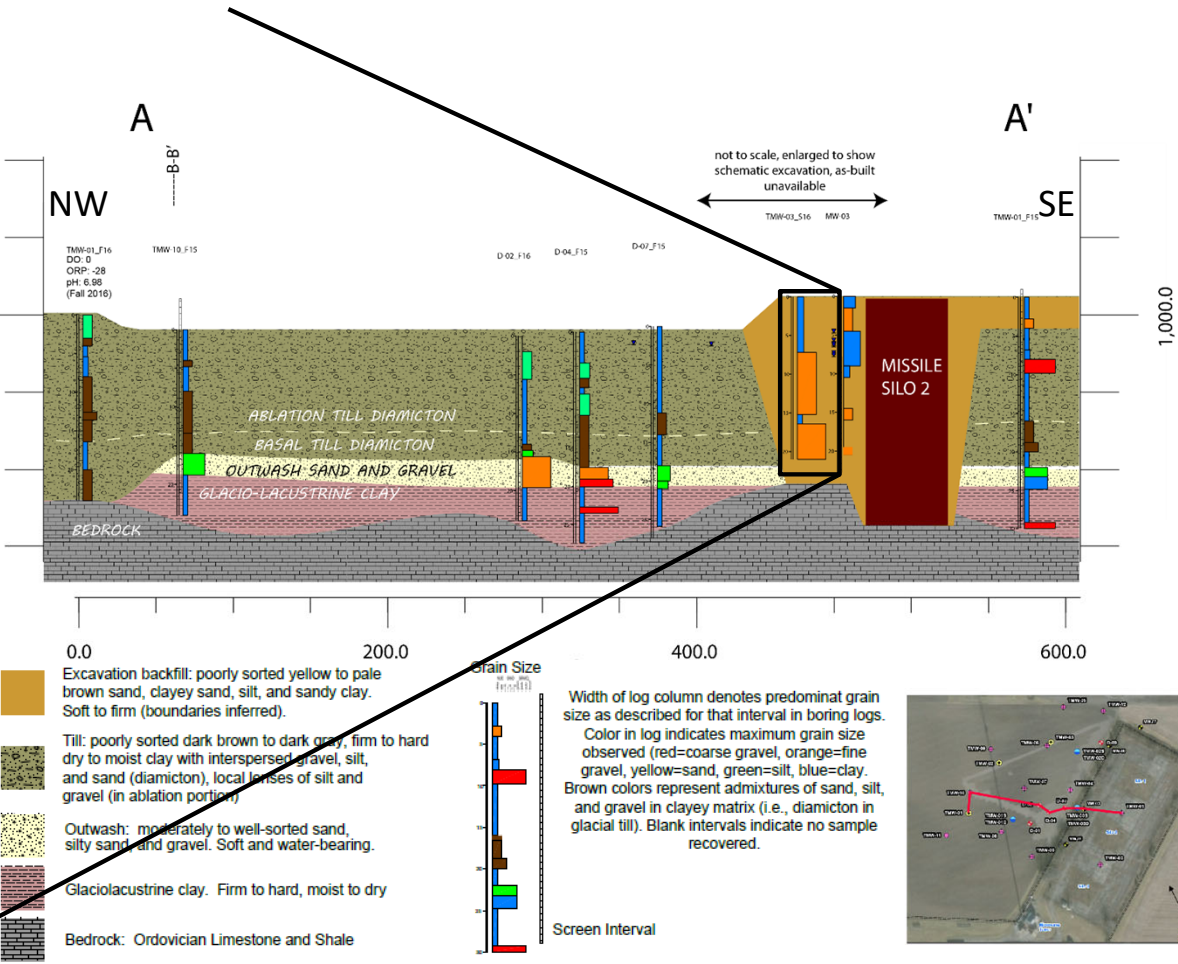 A
A'
B-B'
not to scale, enlarged to show
schematic excavation, as-built
unavailable
NW
SE
TMW-03_S16
MW-03
TMW-01_F15
TMW-01_F16
DO: 0
ORP: -28
pH: 6.98
(Fall 2016)
TMW-10_F15
D-02_F16
D-04_F15
D-07_F15
1,000.0
MISSILE
SILO 2
ABLATION TILL DIAMICTON
BASAL TILL DIAMICTON
OUTWASH SAND AND GRAVEL
GLACIO-LACUSTRINE CLAY
BEDROCK
0.0
200.0
400.0
600.0
Excavation backfill: poorly sorted yellow to pale
brown sand, clayey sand, silt, and sandy clay.
Soft to firm (boundaries inferred).
Till: poorly sorted dark brown to dark gray, firm to hard
dry to moist clay with interspersed gravel, silt,
and sand (diamicton), local lenses of silt and
gravel (in ablation portion)
Outwash: moderately to well-sorted sand,
silty sand, and gravel. Soft and water-bearing.
Glaciolacustrine clay. Firm to hard, moist to dry
Bedrock: Ordovician Limestone and Shale
Grain Size
Screen Interval
Width of log column denotes predominat grain
size as described for that interval in boring logs.
Color in log indicates maximum grain size
observed (red=coarse gravel, orange=fine
gravel, yellow=sand, green=silt, blue=clay.
Brown colors represent admixtures of sand, silt,
and gravel in clayey matrix (i.e., diamicton in
glacial till). Blank intervals indicate no sample
recovered.